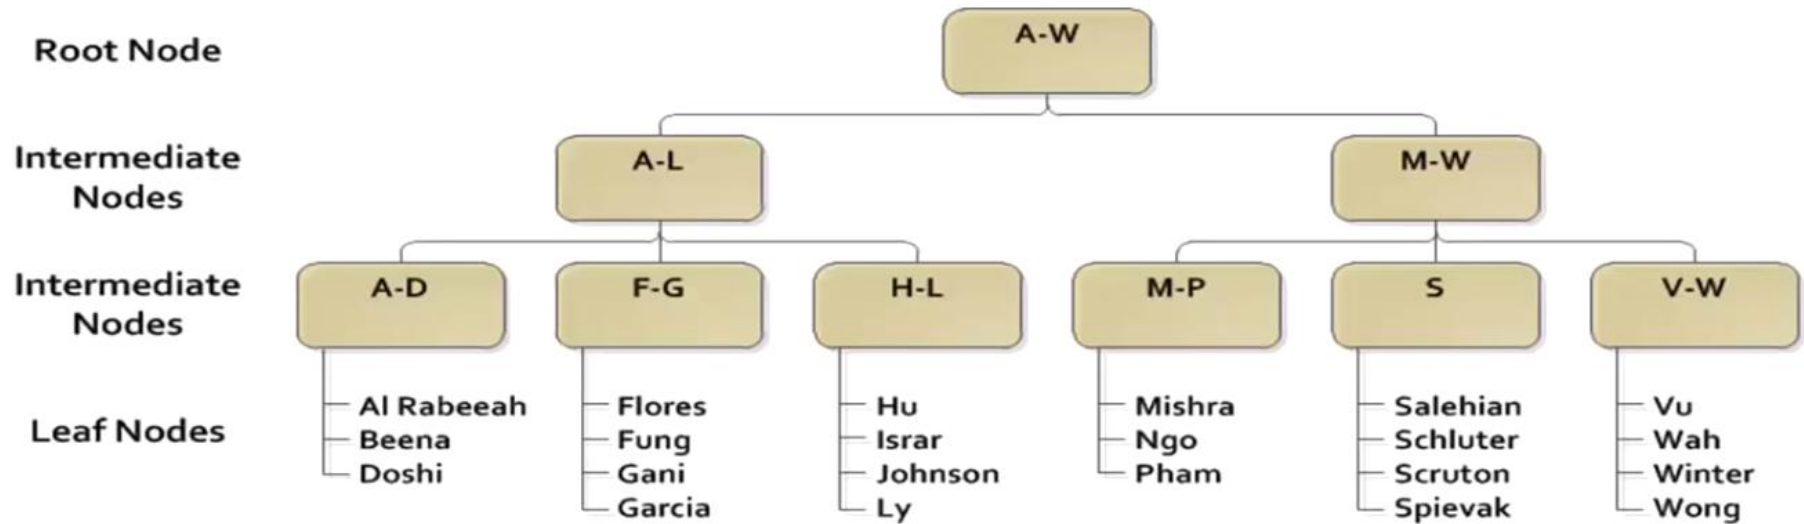 Root Node
A-W
Intermediate
Nodes
A-L
M-W
Intermediate
Nodes
A-D
F-G
H-L
M-P
S
V-W
Leaf Nodes
Al Rabeeah
Beena
Doshi
Flores
Fung
Gani
Garcia
Hu
Israr
Johnson
Ly
Mishra
Ngo
Pham
Salehian
Schluter
Scruton
Spievak
Vu
Wah
Winter
Wong